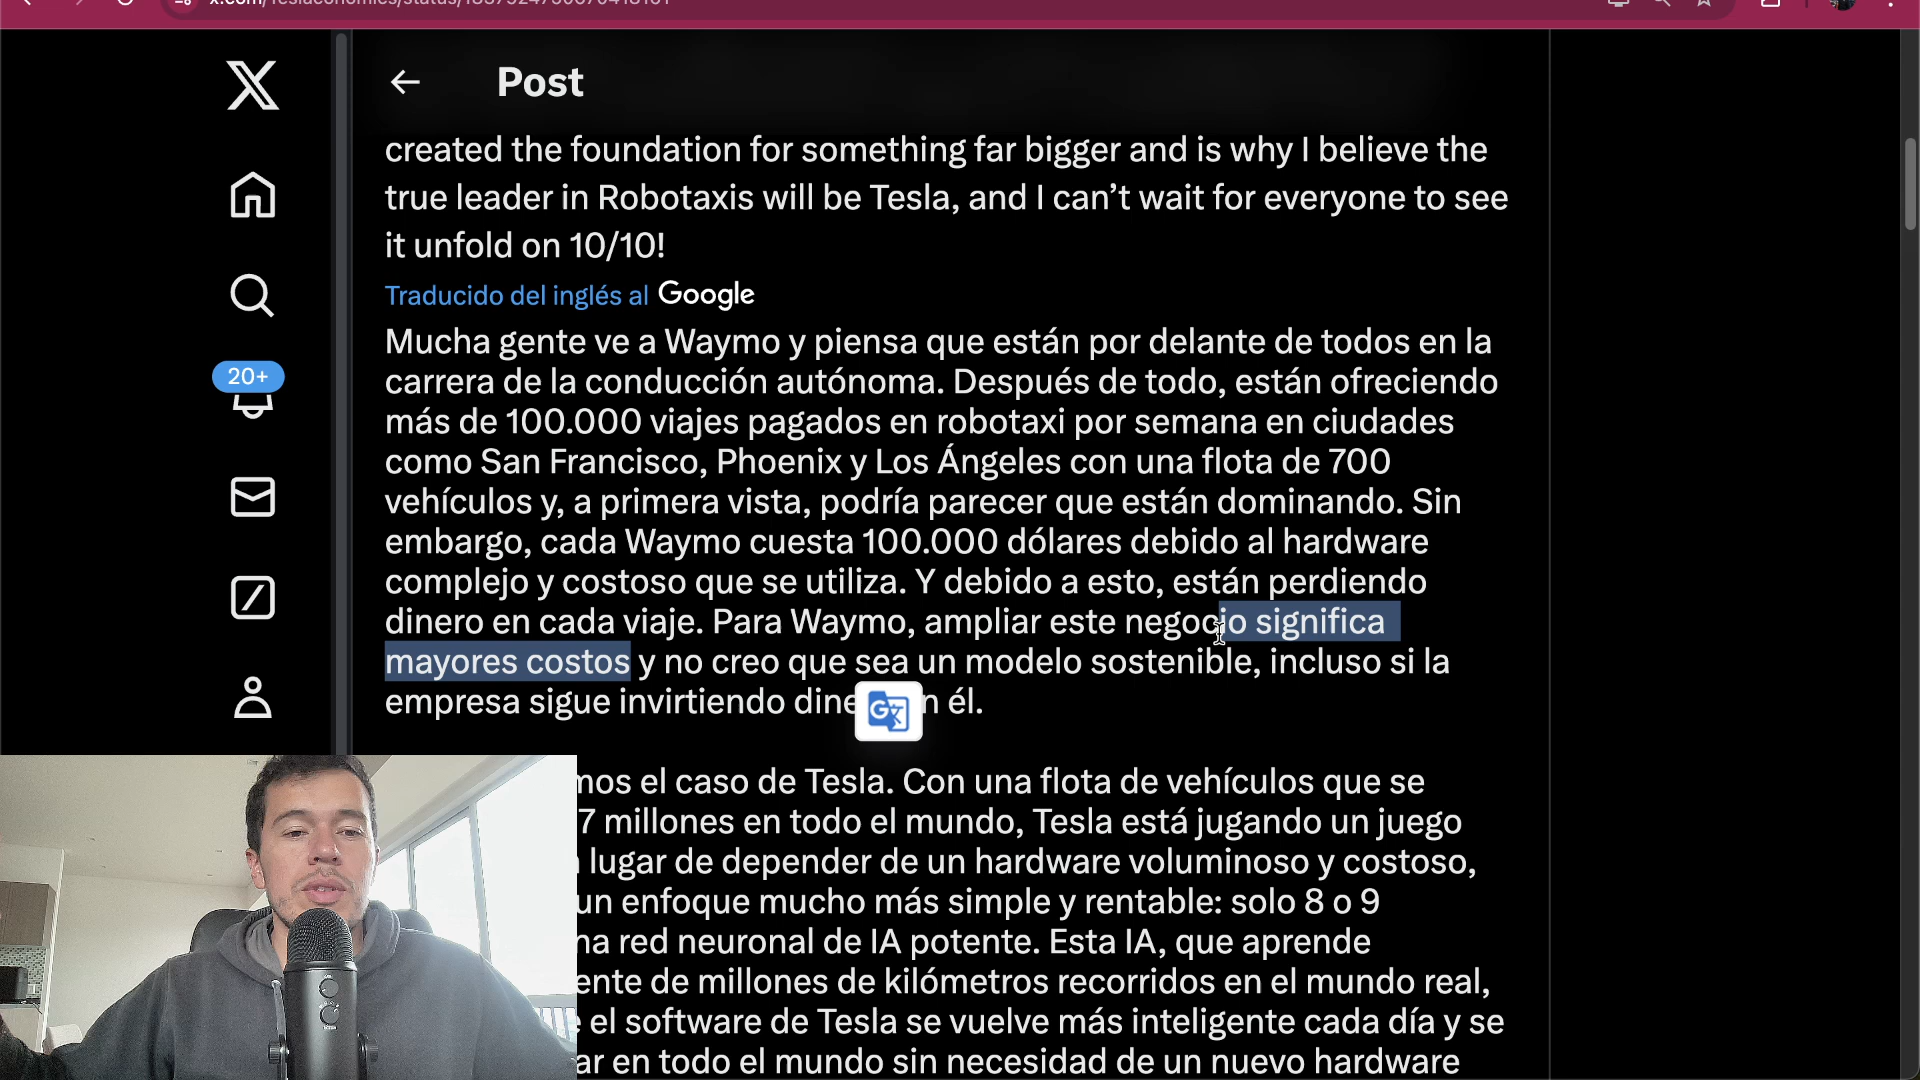 Post
created the foundation for something far bigger and is why I believe the
true leader in Robotaxis will be Tesla, and I can’t wait for everyone to see
it unfold on 10/10!
Traducido del inglés al Google
Mucha gente ve a Waymo y piensa que están por delante de todos en la
carrera de la conducción autónoma. Después de todo, están ofreciendo
más de 100.000 viajes pagados en robotaxi por semana en ciudades
como San Francisco, Phoenix y Los Ángeles con una flota de 700
vehículos y, a primera vista, podría parecer que están dominando. Sin
embargo, cada Waymo cuesta 100.000 dólares debido al hardware
complejo y costoso que se utiliza. Y debido a esto, están perdiendo
dinero en cada viaje. Para Waymo, ampliar este negocio significa
mayores costos y no creo que sea un modelo sostenible, incluso si la
empresa sigue invirtiendo dine n él.
20+
mos el caso de Tesla. Con una flota de vehículos que se
7 millones en todo el mundo, Tesla está jugando un juego
lugar de depender de un hardware voluminoso y costoso,
un enfoque mucho más simple y rentable: solo 8 o 9
na red neuronal de IA potente. Esta IA, que aprende
ente de millones de kilómetros recorridos en el mundo real,
el software de Tesla se vuelve más inteligente cada día y se
ar en todo el mundo sin necesidad de un nuevo hardware